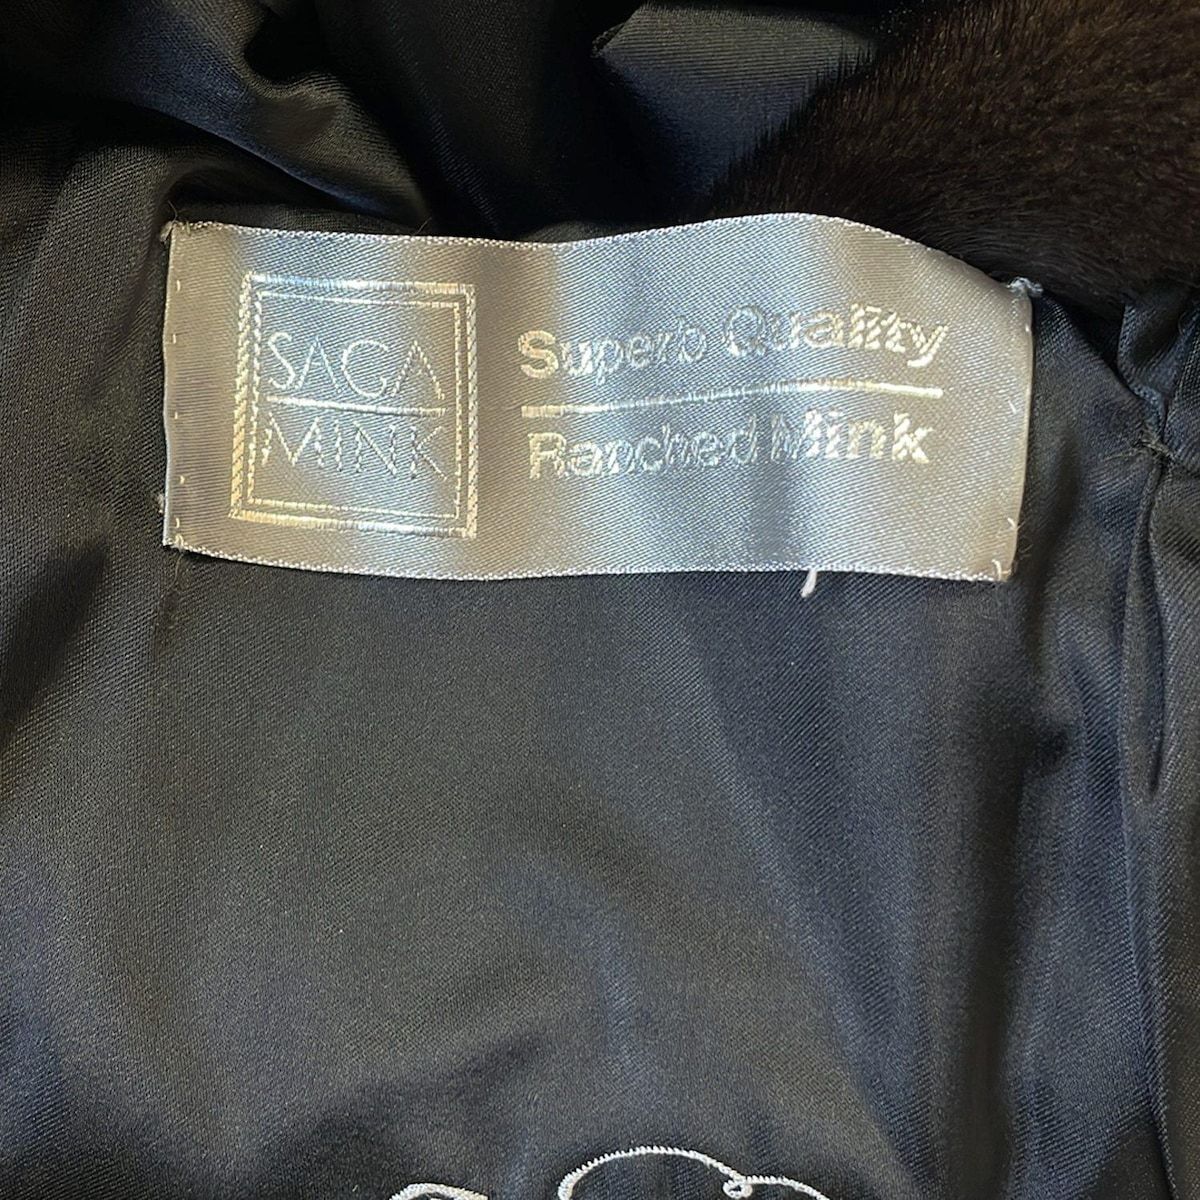 SAGA
MINK
Superb Quality
Ranched Mink